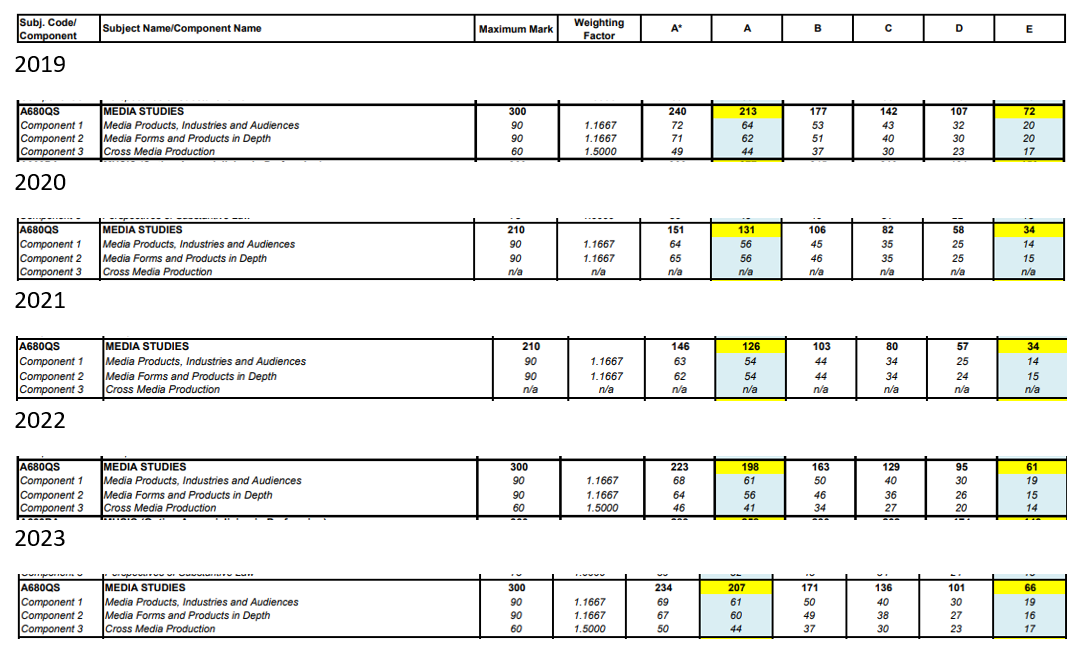 Subj. Code/ Component Subject Name/Component Name Maximum Mark Weighting Factor A* A B C D E
2019
A680QS MEDIA STUDIES 300 240 213 177 142 107 72
Component 1 Media Products, Industries and Audiences 90 1.1667 72 64 53 43 32 20
Component 2 Media Forms and Products in Depth 90 1.1667 71 62 51 40 30 20
Component 3 Cross Media Production 60 1.5000 49 44 37 30 23 17
2020
A680QS MEDIA STUDIES 210 151 131 106 82 58 34
Component 1 Media Products, Industries and Audiences 90 1.1667 64 56 45 35 25 14
Component 2 Media Forms and Products in Depth 90 1.1667 65 56 46 35 25 15
Component 3 Cross Media Production n/a n/a n/a n/a n/a n/a n/a n/a
2021
A680QS MEDIA STUDIES 210 146 126 103 80 57 34
Component 1 Media Products, Industries and Audiences 90 1.1667 63 54 44 34 25 14
Component 2 Media Forms and Products in Depth 90 1.1667 62 54 44 34 24 15
Component 3 Cross Media Production n/a n/a n/a n/a n/a n/a n/a n/a
2022
A680QS MEDIA STUDIES 300 223 198 163 129 95 61
Component 1 Media Products, Industries and Audiences 90 1.1667 68 61 50 40 30 19
Component 2 Media Forms and Products in Depth 90 1.1667 64 56 46 36 26 15
Component 3 Cross Media Production 60 1.5000 46 41 34 27 20 14
2023
A680QS MEDIA STUDIES 300 234 207 171 136 101 66
Component 1 Media Products, Industries and Audiences 90 1.1667 69 61 50 40 30 19
Component 2 Media Forms and Products in Depth 90 1.1667 67 60 49 38 27 16
Component 3 Cross Media Production 60 1.5000 50 44 37 30 23 17